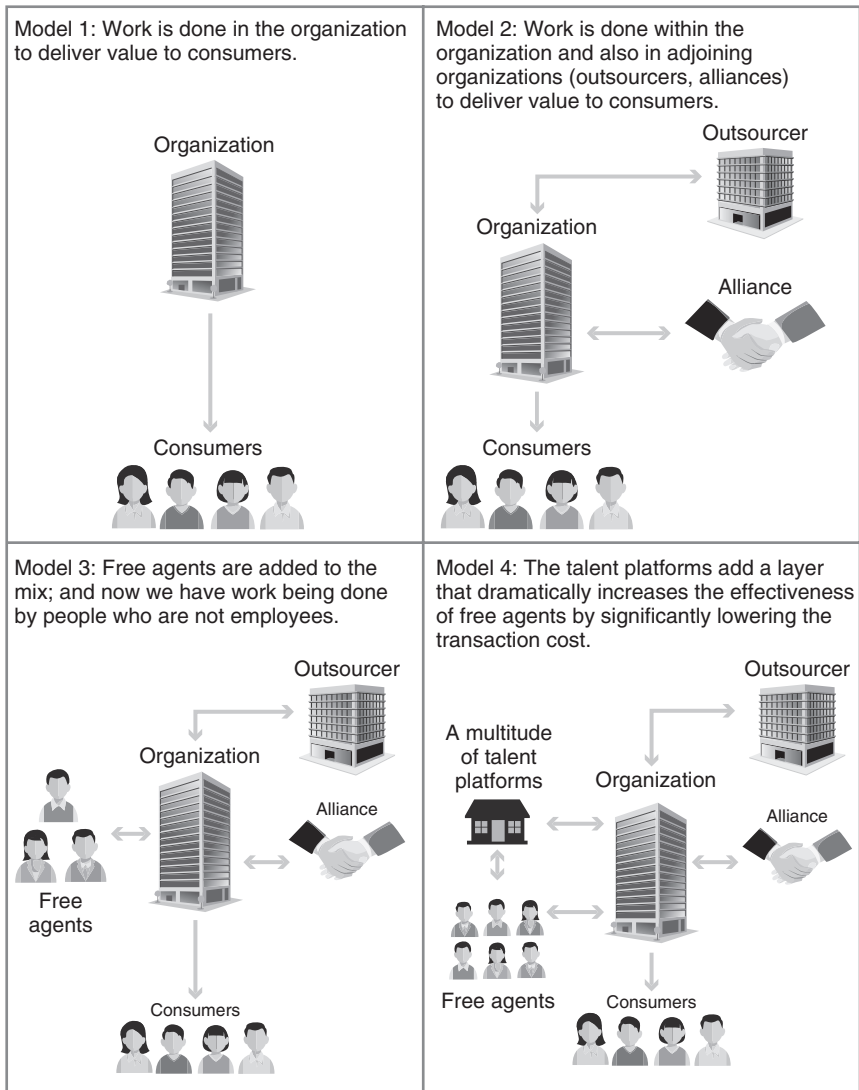 Model 1: Work is done in the organization
to deliver value to consumers.
Organization
Consumers
Model 2: Work is done within the
organization and also in adjoining
organizations (outsourcers, alliances)
to deliver value to consumers.
Outsourcer
Organization
Alliance
Consumers
Model 3: Free agents are added to the
mix; and now we have work being done
by people who are not employees.
Outsourcer
Organization
Alliance
Free
agents
Consumers
Model 4: The talent platforms add a layer
that dramatically increases the effectiveness
of free agents by significantly lowering the
transaction cost.
Outsourcer
A multitude
of talent
platforms
Organization
Alliance
Free agents
Consumers